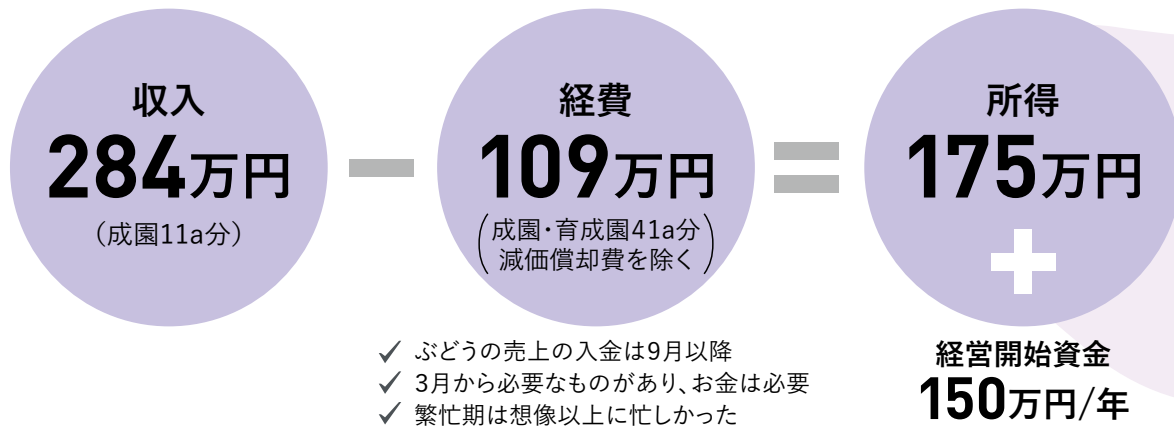 収入
284万円
（成園11a分）
経費
109万円
（成園・育成園41a分
減価償却費を除く）
所得
175万円
✓ ぶどうの売上の入金は9月以降
✓ 3月から必要なものがあり、お金は必要
✓ 繁忙期は想像以上に忙しかった
経営開始資金
150万円/年